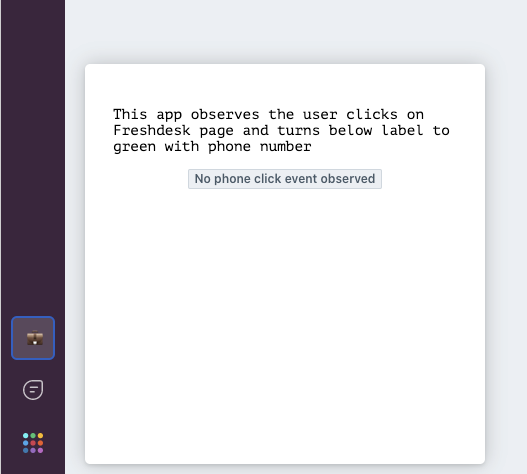 This app observes the user clicks on
Freshdesk page and turns below label to
green with phone number
No phone click event observed